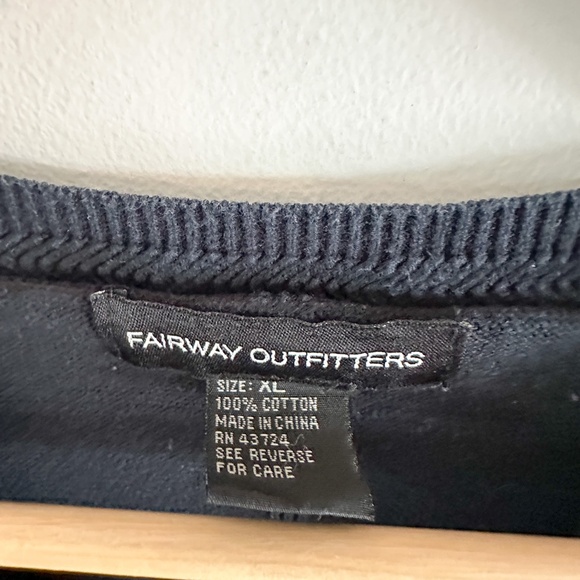 FAIRWAY OUTFITTERS
SIZE: XL
100% COTTON
MADE IN CHINA
RN 43724
SEE REVERSE
FOR CARE